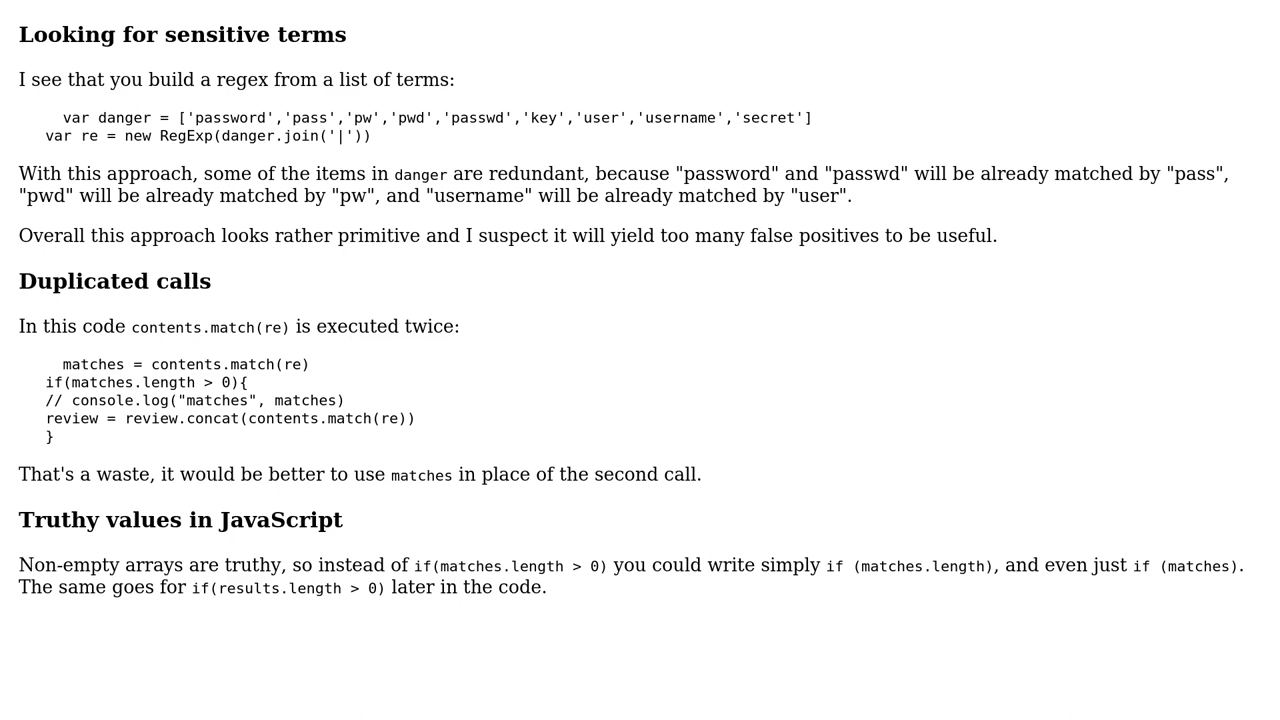 Looking for sensitive terms
I see that you build a regex from a list of terms:
var danger = ['password','pass','pw','pwd','passwd','key','user','username','secret']
var re = new RegExp(danger.join('|'))
With this approach, some of the items in danger are redundant, because "password" and "passwd" will be already matched by "pass",
"pwd" will be already matched by "pw", and "username" will be already matched by "user".
Overall this approach looks rather primitive and I suspect it will yield too many false positives to be useful.
Duplicated calls
In this code contents.match(re) is executed twice:
matches = contents.match(re)
if(matches.length > 0){
// console.log("matches", matches)
review = review.concat(contents.match(re))
}
That's a waste, it would be better to use matches in place of the second call.
Truthy values in JavaScript
Non-empty arrays are truthy, so instead of if(matches.length > 0) you could write simply if (matches.length), and even just if (matches).
The same goes for if(results.length > 0) later in the code.